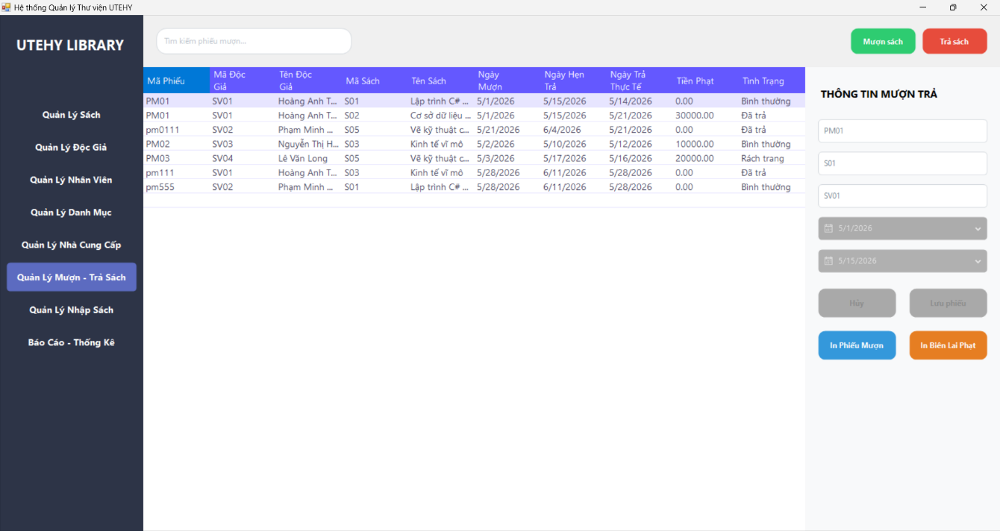 Hệ thống Quản lý Thư viện UTEHY
UTEHY LIBRARY
Quản Lý Sách
Quản Lý Độc Giả
Quản Lý Nhân Viên
Quản Lý Danh Mục
Quản Lý Nhà Cung Cấp
Quản Lý Mượn - Trả Sách
Quản Lý Nhập Sách
Báo Cáo - Thống Kê
Tìm kiếm phiếu mượn...
Mượn sách Trả sách
Mã Phiếu Mã Độc Giả Tên Độc Giả Mã Sách Tên Sách Ngày Mượn Ngày Hẹn Trả Ngày Trả Thực Tế Tiền Phạt Tình Trạng
PM01 SV01 Hoàng Anh T... S01 Lập trình C# ... 5/1/2026 5/15/2026 5/14/2026 0.00 Bình thường
PM01 SV01 Hoàng Anh T... S02 Cơ sở dữ liệu ... 5/1/2026 5/15/2026 5/21/2026 30000.00 Đã trả
pm0111 SV02 Phạm Minh ... S05 Vẽ kỹ thuật c... 5/21/2026 6/4/2026 5/21/2026 0.00 Đã trả
PM02 SV03 Nguyễn Thị H... S03 Kinh tế vĩ mô 5/2/2026 5/10/2026 5/12/2026 10000.00 Bình thường
PM03 SV04 Lê Văn Long S05 Vẽ kỹ thuật c... 5/3/2026 5/17/2026 5/16/2026 20000.00 Rách trang
pm111 SV01 Hoàng Anh T... S03 Kinh tế vĩ mô 5/28/2026 6/11/2026 5/28/2026 0.00 Đã trả
pm555 SV02 Phạm Minh ... S01 Lập trình C# ... 5/28/2026 6/11/2026 5/28/2026 0.00 Bình thường
THÔNG TIN MƯỢN TRẢ
PM01
S01
SV01
5/1/2026
5/15/2026
Hủy Lưu phiếu
In Phiếu Mượn In Biên Lai Phạt